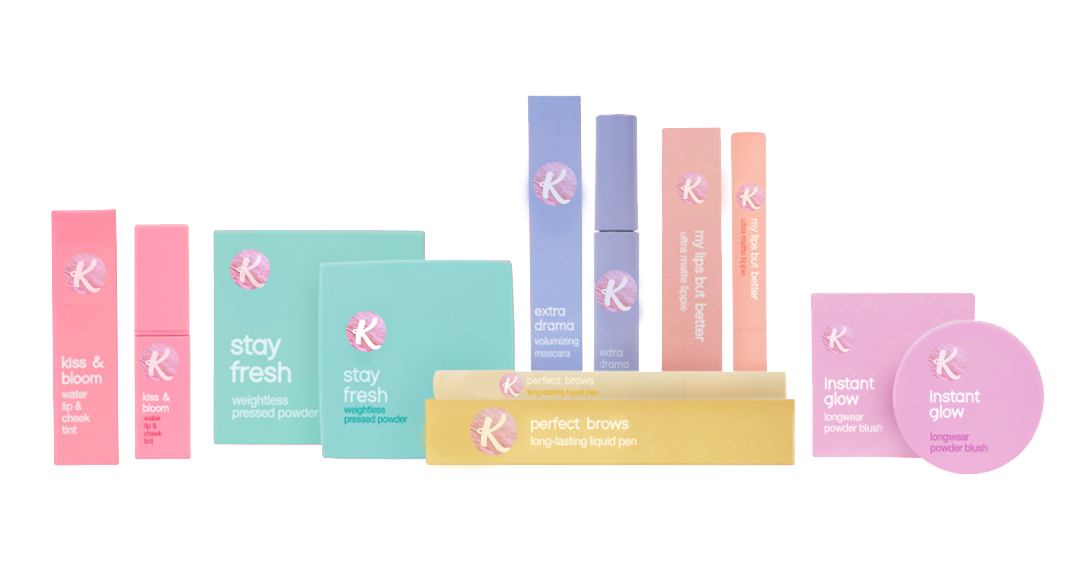 K
kiss &
bloom
water
lip &
cheek
tint
K
kiss &
bloom
water
lip &
cheek
tint
K
stay
fresh
weightless
pressed powder
K
stay
fresh
weightless
pressed powder
K
extra
drama
volumizing
mascara
K
extra
drama
K
my lips but better
ultra matte lippie
K
my lips but better
ultra matte lippie
K
perfect brows
long-lasting liquid pen
K
perfect brows
long-lasting liquid pen
K
instant
glow
longwear
powder blush
K
instant
glow
longwear
powder blush